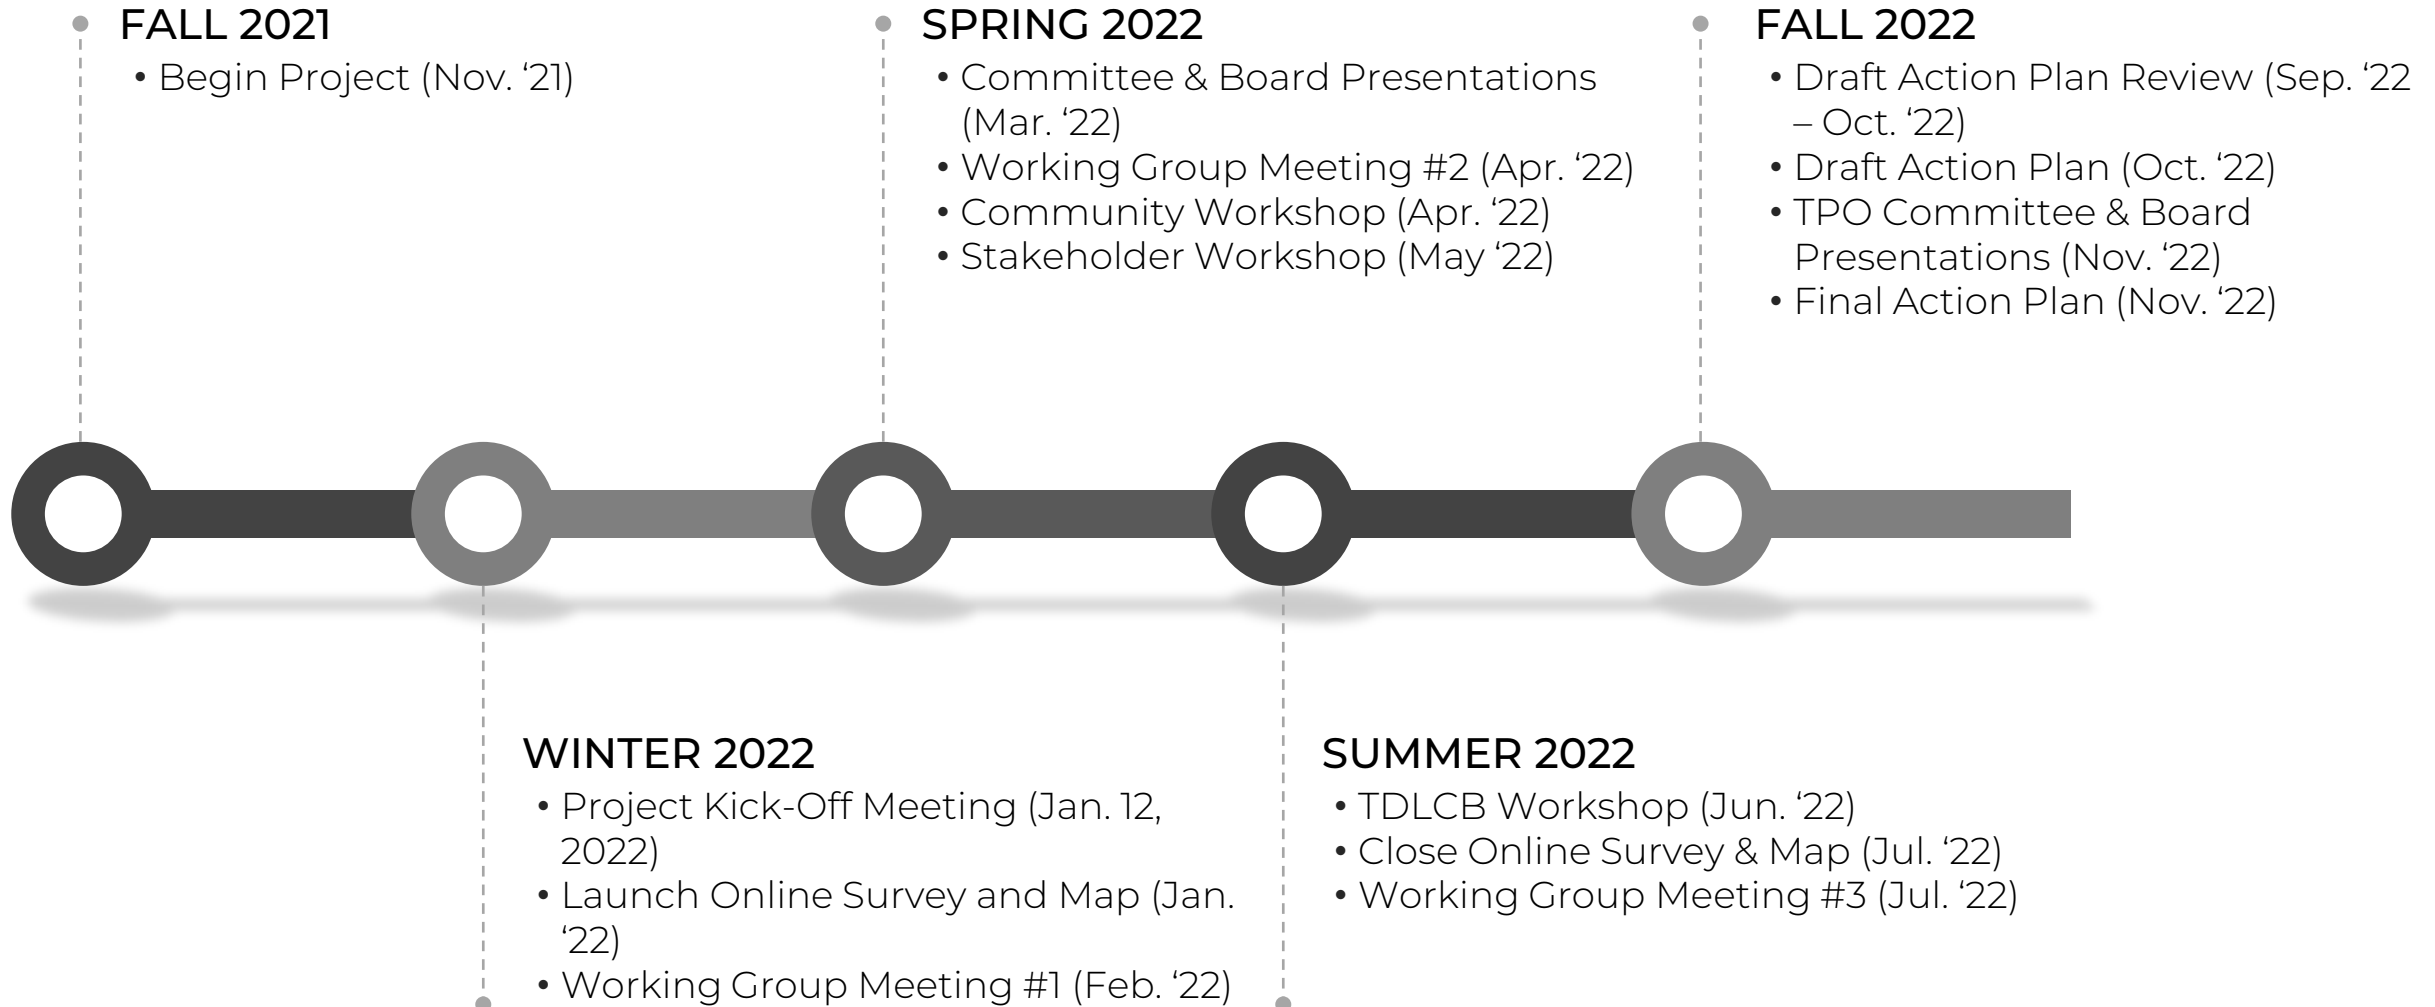 FALL 2021
• Begin Project (Nov. ‘21)
SPRING 2022
• Committee & Board Presentations
(Mar. ‘22)
• Working Group Meeting #2 (Apr. ‘22)
• Community Workshop (Apr. ‘22)
• Stakeholder Workshop (May ‘22)
FALL 2022
• Draft Action Plan Review (Sep. ‘22
– Oct. ‘22)
• Draft Action Plan (Oct. ‘22)
• TPO Committee & Board
Presentations (Nov. ‘22)
• Final Action Plan (Nov. ‘22)
WINTER 2022
• Project Kick-Off Meeting (Jan. 12,
2022)
• Launch Online Survey and Map (Jan.
‘22)
• Working Group Meeting #1 (Feb. ‘22)
SUMMER 2022
• TDLCB Workshop (Jun. ‘22)
• Close Online Survey & Map (Jul. ‘22)
• Working Group Meeting #3 (Jul. ‘22)